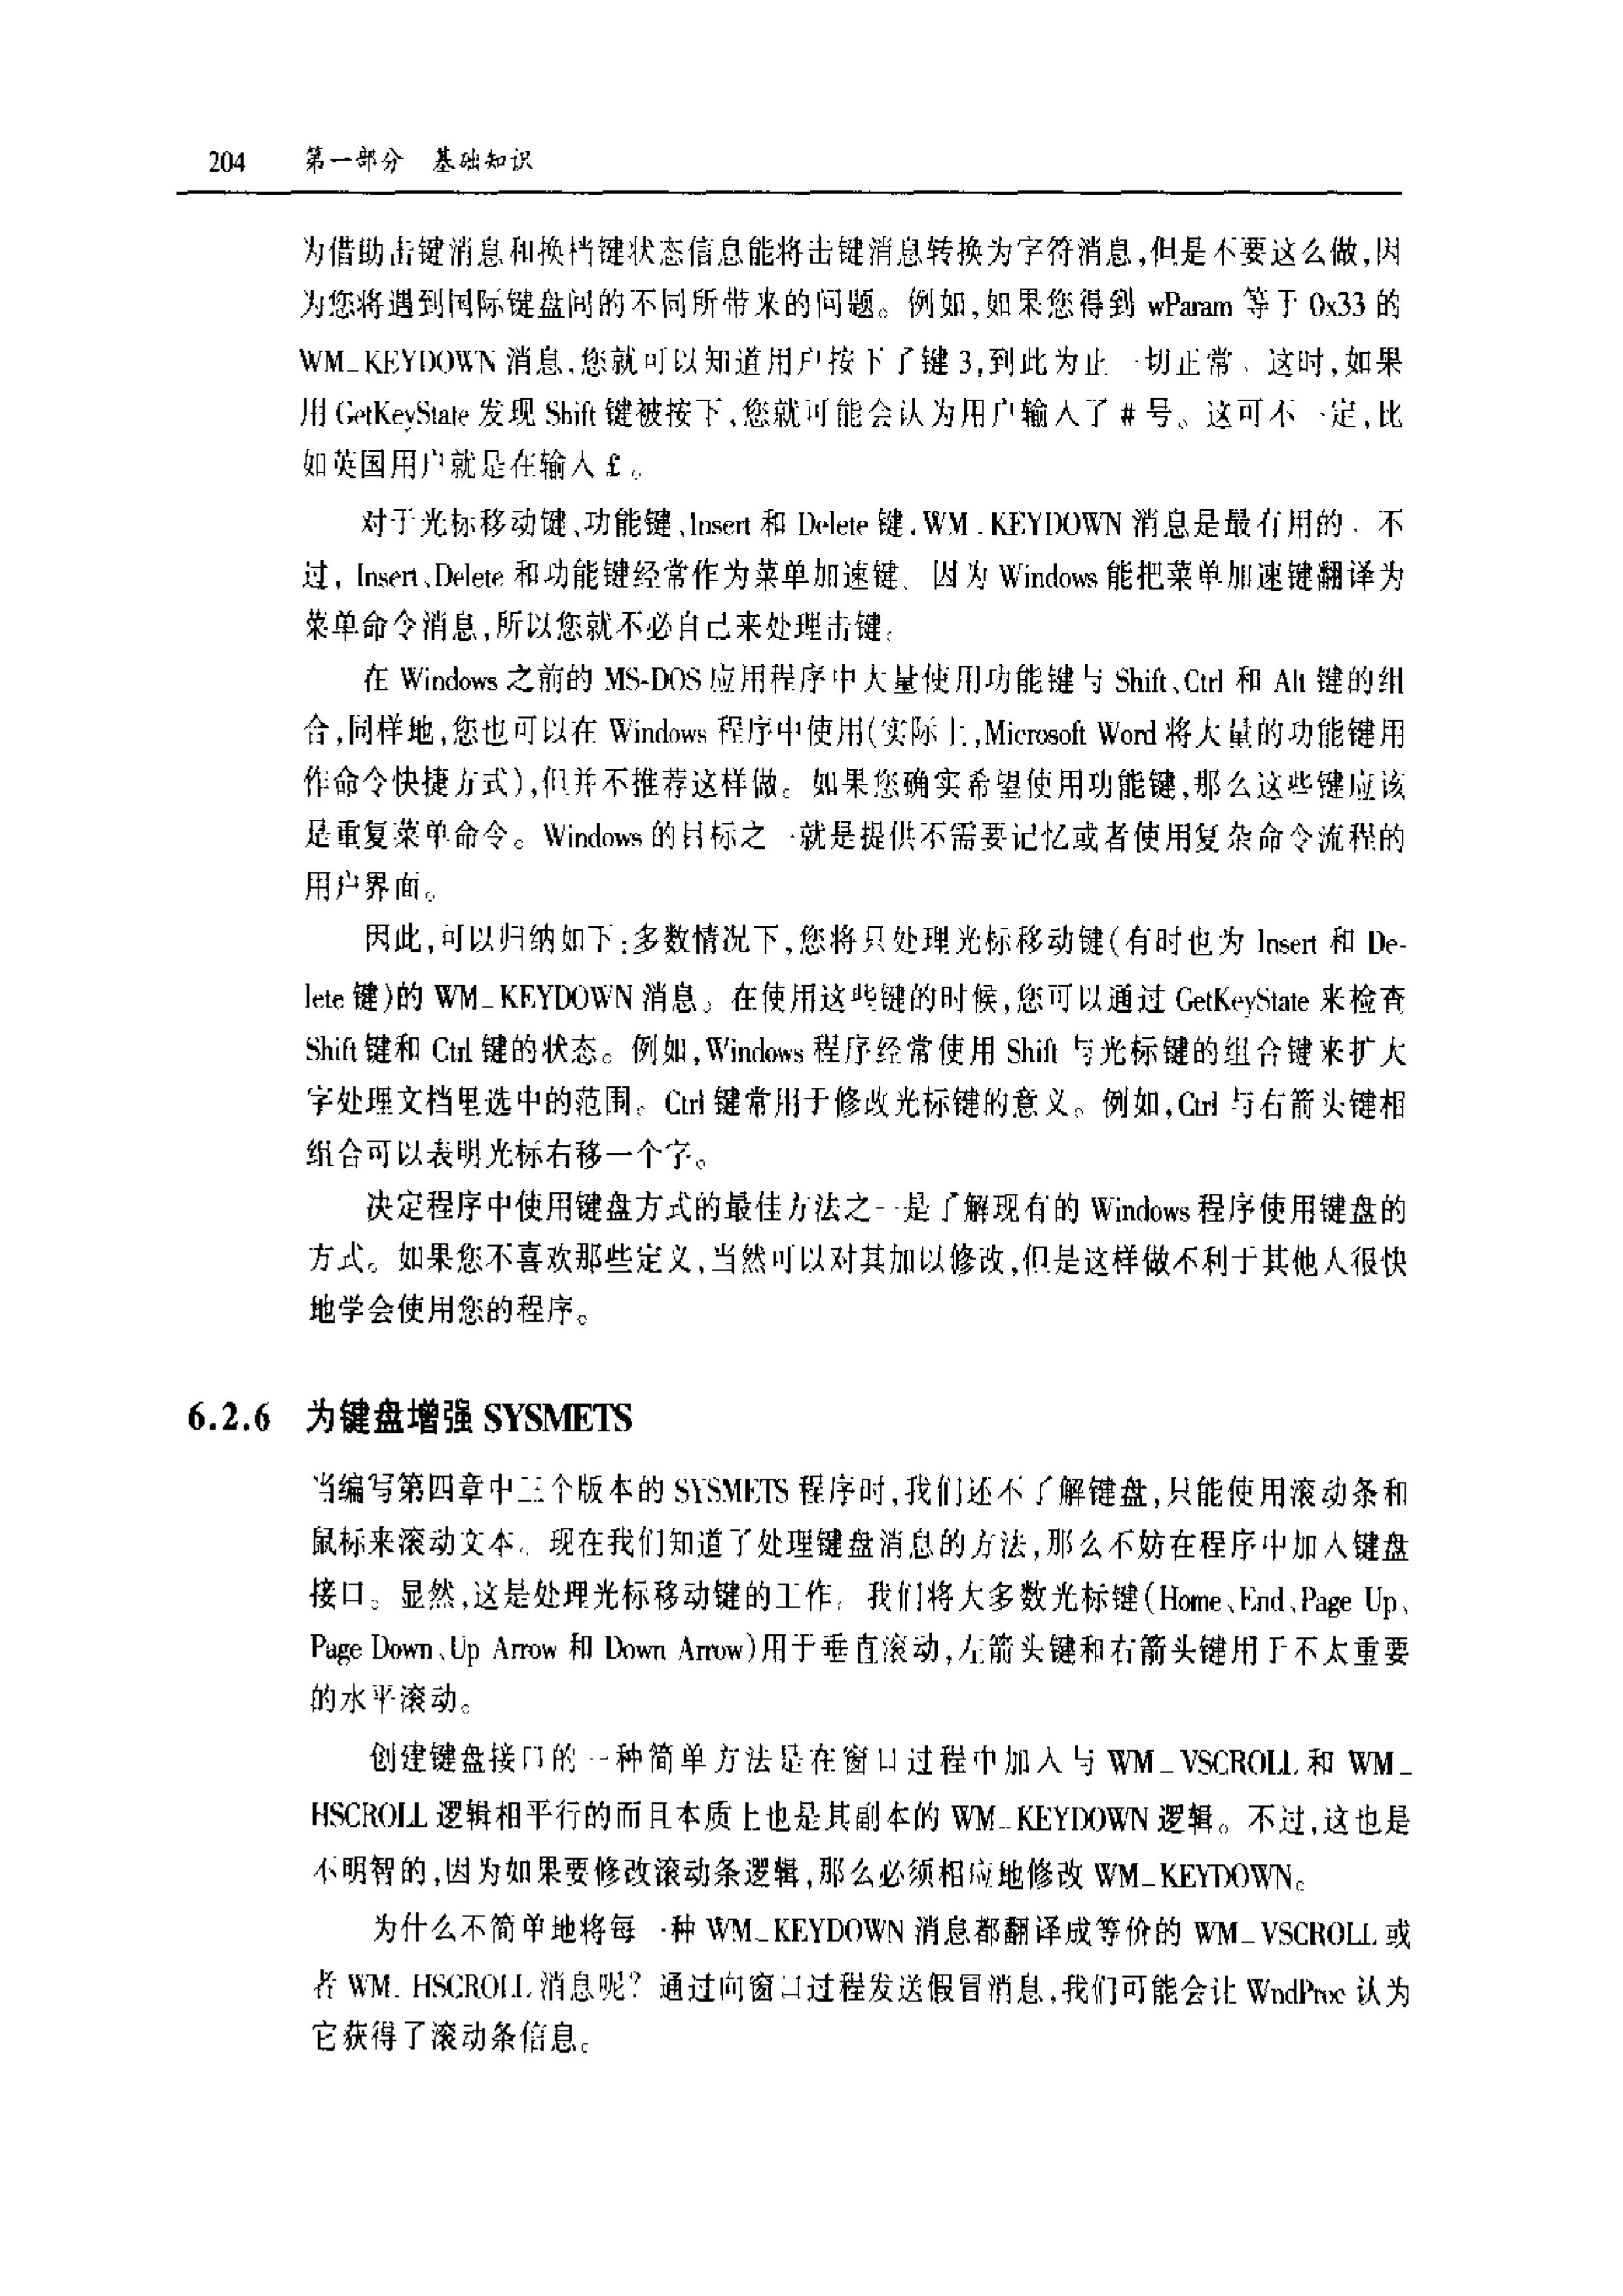 204 第一部分 基础知识
为借助击键消息和换档键状态信息能将击键消息转换为字符消息,但是不要这么做,因
为您将遇到国际键盘间的不同所带来的问题。例如,如果您得到 wParam 等于 0x33 的
WM_KEYDOWN 消息,您就可以知道用户按下了键 3,到此为止一切正常。这时,如果
用 GetKeyState 发现 Shift 键被按下,您就可能会认为用户输入了 # 号。这可不一定,比
如英国用户就是在输入 £。
对于光标移动键、功能键、Insert 和 Delete 键,WM_KEYDOWN 消息是最有用的。不
过,Insert、Delete 和功能键经常作为菜单加速键。因为 Windows 能把菜单加速键翻译为
菜单命令消息,所以您就不必自己来处理击键。
在 Windows 之前的 MS-DOS 应用程序中大量使用功能键与 Shift、Ctrl 和 Alt 键的组
合,同样地,您也可以在 Windows 程序中使用(实际上,Microsoft Word 将大量的功能键用
作命令快捷方式),但并不推荐这样做。如果您确实希望使用功能键,那么这些键应该
是重复菜单命令。Windows 的目标之一就是提供不需要记忆或者使用复杂命令流程的
用户界面。
因此,可以归纳如下:多数情况下,您将只处理光标移动键(有时也为 Insert 和 De-
lete 键)的 WM_KEYDOWN 消息。在使用这些键的时候,您可以通过 GetKeyState 来检查
Shift 键和 Ctrl 键的状态。例如,Windows 程序经常使用 Shift 与光标键的组合键来扩大
字处理文档里选中的范围。Ctrl 键常用于修改光标键的意义。例如,Ctrl 与右箭头键相
组合可以表明光标右移一个字。
决定程序中使用键盘方式的最佳方法之一是了解现有的 Windows 程序使用键盘的
方式。如果您不喜欢那些定义,当然可以对其加以修改,但是这样做不利于其他人很快
地学会使用您的程序。
6.2.6 为键盘增强 SYSMETS
当编写第四章中三个版本的 SYSMETS 程序时,我们还不了解键盘,只能使用滚动条和
鼠标来滚动文本。现在我们知道了处理键盘消息的方法,那么不妨在程序中加入键盘
接口。显然,这是处理光标移动键的工作。我们将大多数光标键(Home、End、Page Up、
Page Down、Up Arrow 和 Down Arrow)用于垂直滚动,左箭头键和右箭头键用于不太重要
的水平滚动。
创建键盘接口的一种简单方法是在窗口过程中加入与 WM_VSCROLL 和 WM_
HSCROLL 逻辑相平行的而且本质上也是其副本的 WM_KEYDOWN 逻辑。不过,这也是
不明智的,因为如果要修改滚动条逻辑,那么必须相应地修改 WM_KEYDOWN。
为什么不简单地将每一种 WM_KEYDOWN 消息都翻译成等价的 WM_VSCROLL 或
者 WM_HSCROLL 消息呢？通过向窗口过程发送假冒消息,我们可能会让 WndProc 认为
它获得了滚动条信息。